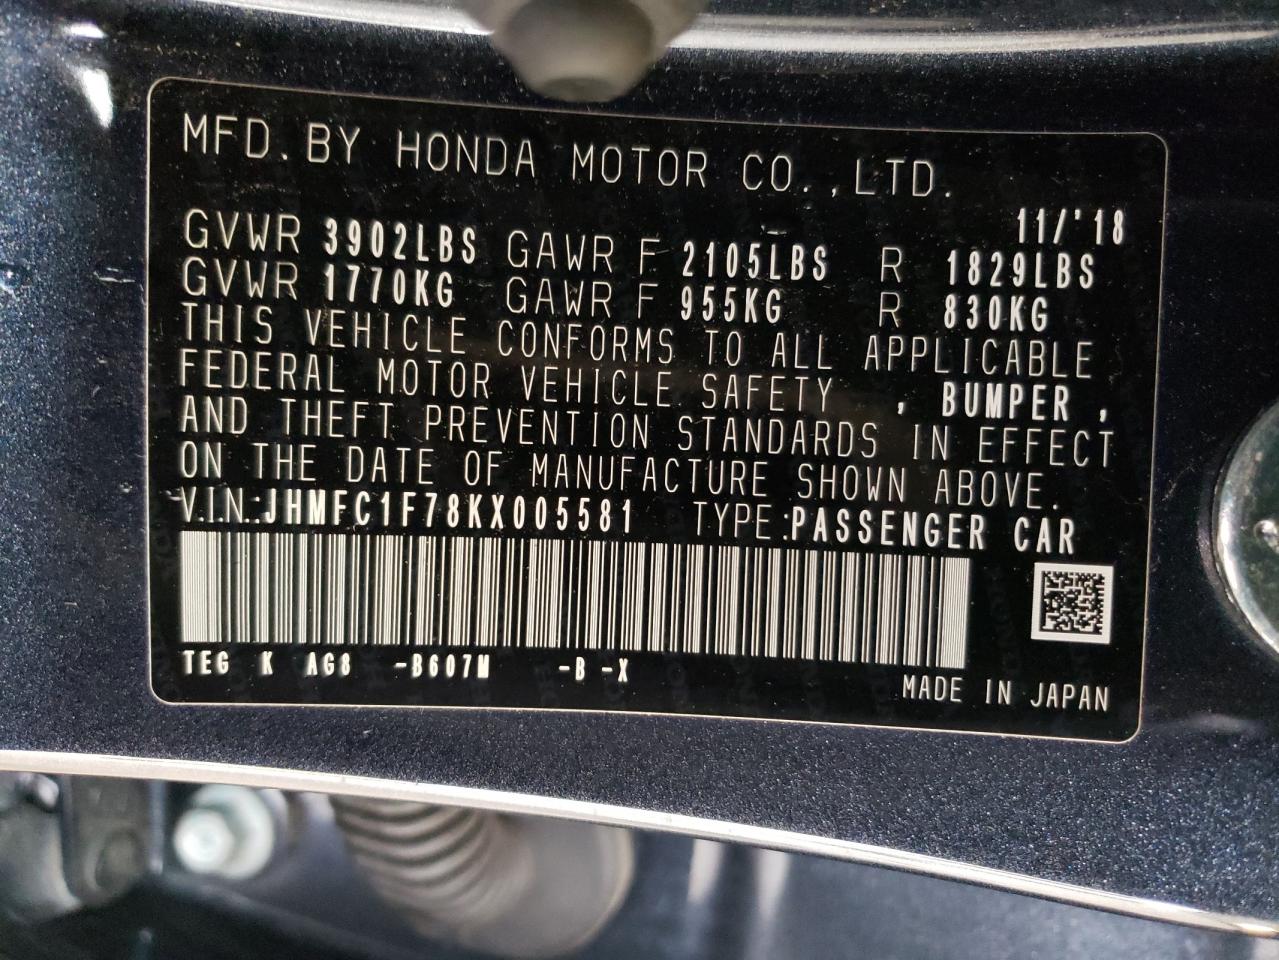 MFD. BY HONDA MOTOR CO.,LTD.
11/'18
GVWR 3902LBS GAWR F 2105LBS R 1829LBS
GVWR 1770KG GAWR F 955KG R 830KG
THIS VEHICLE CONFORMS TO ALL APPLICABLE
FEDERAL MOTOR VEHICLE SAFETY , BUMPER ,
AND THEFT PREVENTION STANDARDS IN EFFECT
ON THE DATE OF MANUFACTURE SHOWN ABOVE.
V.I.N.:JHMFC1F78KX005581 TYPE:PASSENGER CAR
TEG K AG8 -B607M -B -X
MADE IN JAPAN